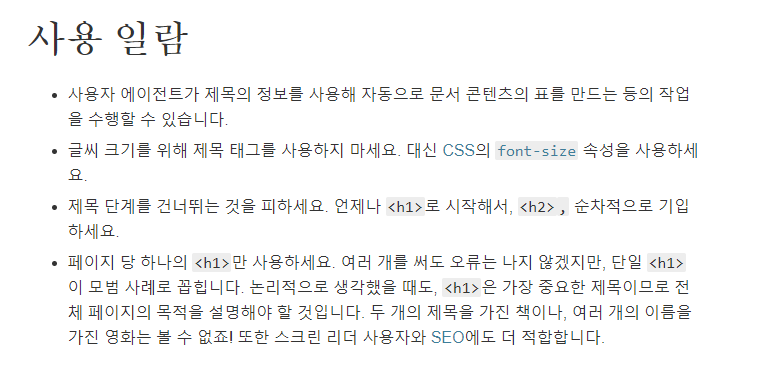 사용 일람
• 사용자 에이전트가 제목의 정보를 사용해 자동으로 문서 콘텐츠의 표를 만드는 등의 작업
을 수행할 수 있습니다.
• 글씨 크기를 위해 제목 태그를 사용하지 마세요. 대신 CSS의 font-size 속성을 사용하세
요.
• 제목 단계를 건너뛰는 것을 피하세요. 언제나 <h1>로 시작해서, <h2>, 순차적으로 기입
하세요.
• 페이지 당 하나의 <h1>만 사용하세요. 여러 개를 써도 오류는 나지 않겠지만, 단일 <h1>
이 모범 사례로 꼽힙니다. 논리적으로 생각했을 때도, <h1>은 가장 중요한 제목이므로 전
체 페이지의 목적을 설명해야 할 것입니다. 두 개의 제목을 가진 책이나, 여러 개의 이름을
가진 영화는 볼 수 없죠! 또한 스크린 리더 사용자와 SEO에도 더 적합합니다.